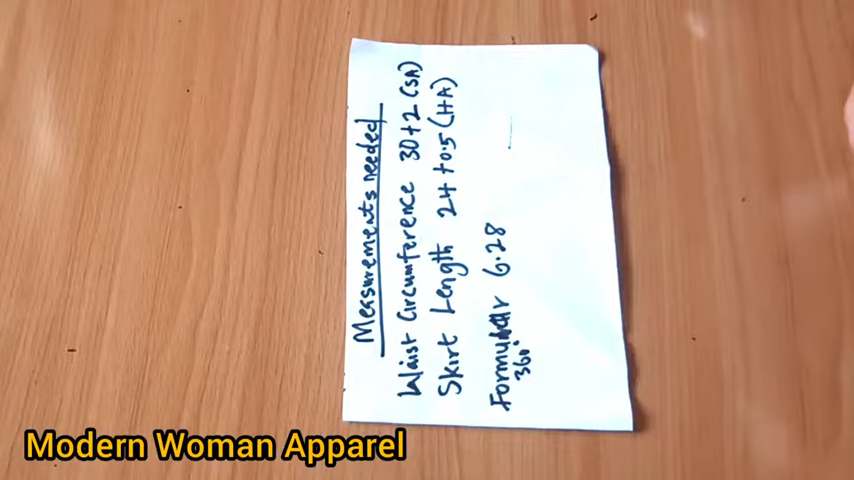 Measurements needed
Waist Circumference 30+2 (SA)
Skirt Length 24+0.5 (HA)
6.28
360°
Modern Woman Apparel